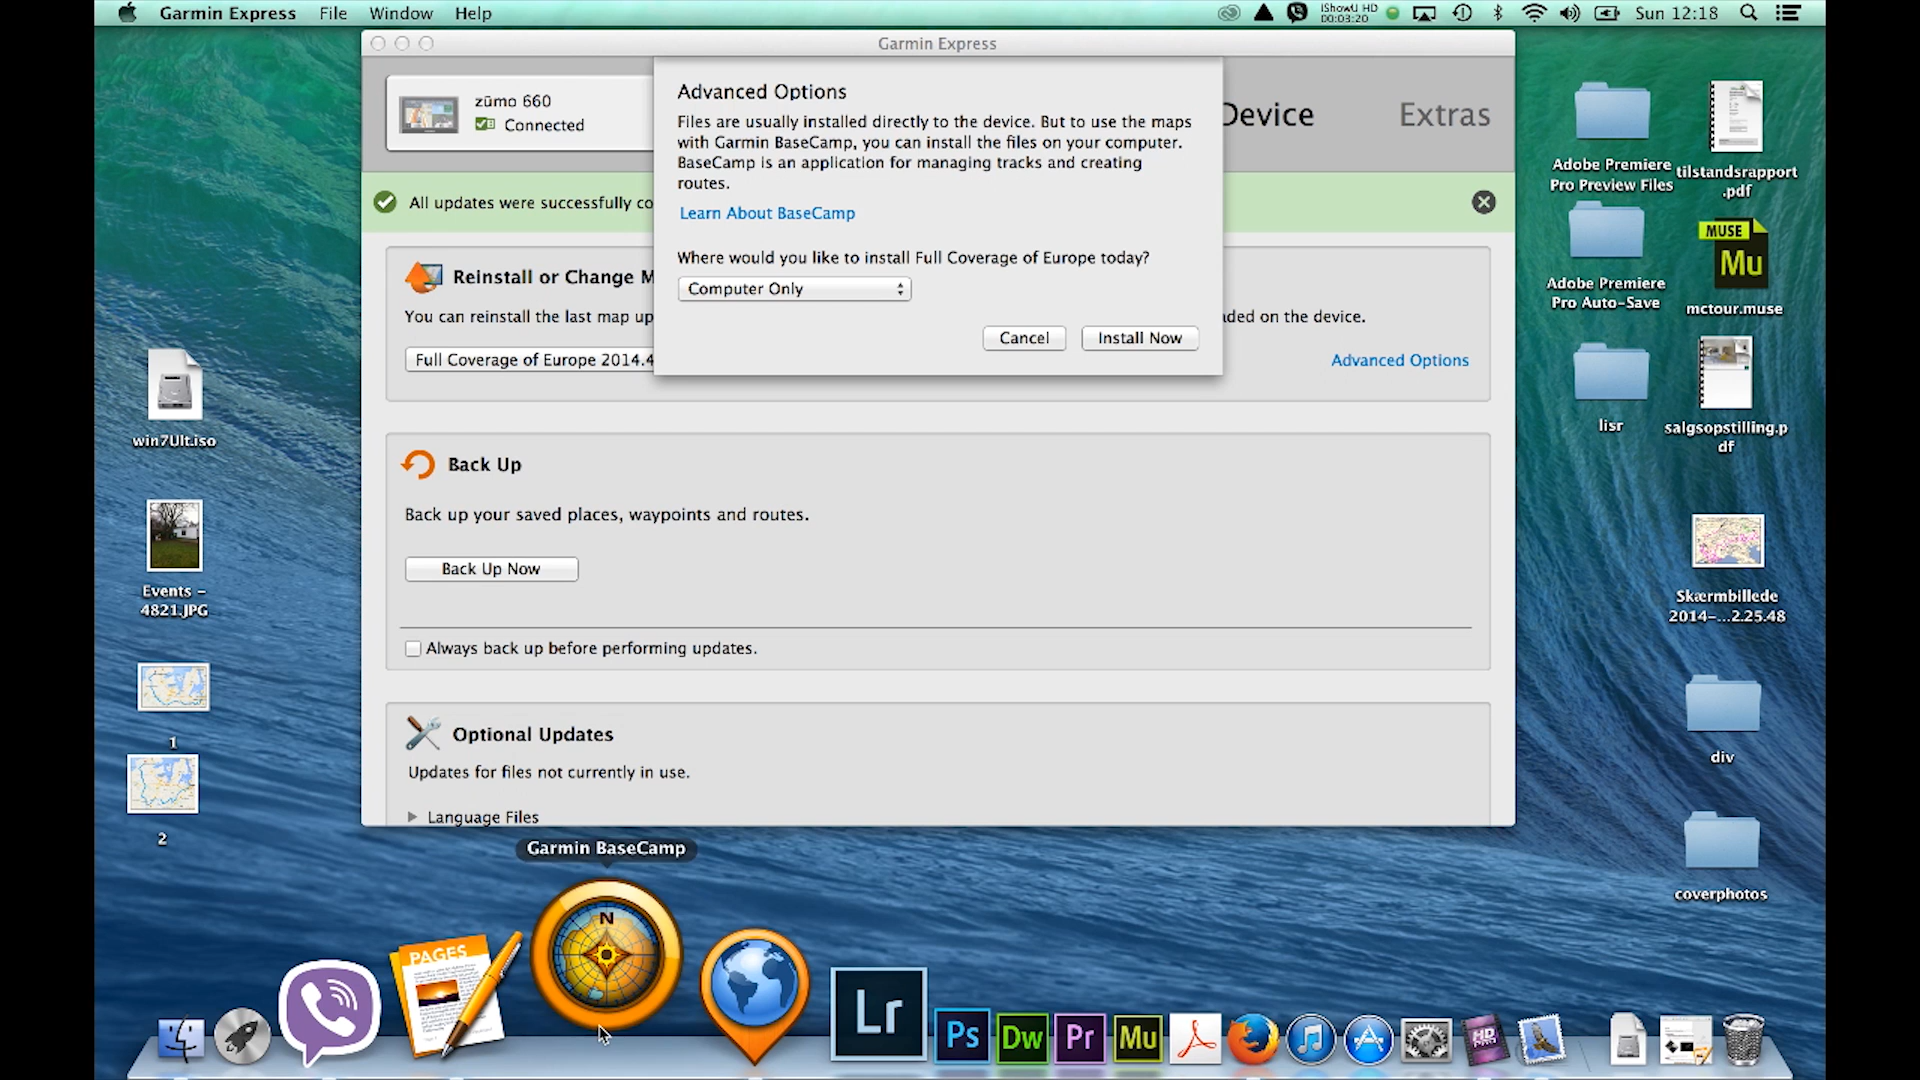 Garmin Express File Window Help
iShowU HD
00:03:20
Sun 12:18
Garmin Express
zūmo 660
Connected
Device
Extras
Advanced Options
Files are usually installed directly to the device. But to use the maps
with Garmin BaseCamp, you can install the files on your computer.
BaseCamp is an application for managing tracks and creating
routes.
Learn About BaseCamp
Where would you like to install Full Coverage of Europe today?
Computer Only
Cancel
Install Now
All updates were successfully co
Reinstall or Change M
You can reinstall the last map up
ded on the device.
Full Coverage of Europe 2014.4
Advanced Options
Back Up
Back up your saved places, waypoints and routes.
Back Up Now
Always back up before performing updates.
Optional Updates
Updates for files not currently in use.
Language Files
win7Ult.iso
Events -
4821.JPG
1
2
Adobe Premiere
Pro Preview Files
tilstandsrapport
.pdf
Adobe Premiere
Pro Auto-Save
MUSE
Mu
mctour.muse
lisr
salgsopstilling.p
df
Skærmbillede
2014-...2.25.48
div
coverphotos
Garmin BaseCamp
PAGES
N
Lr
Ps
Dw
Pr
Mu
HD